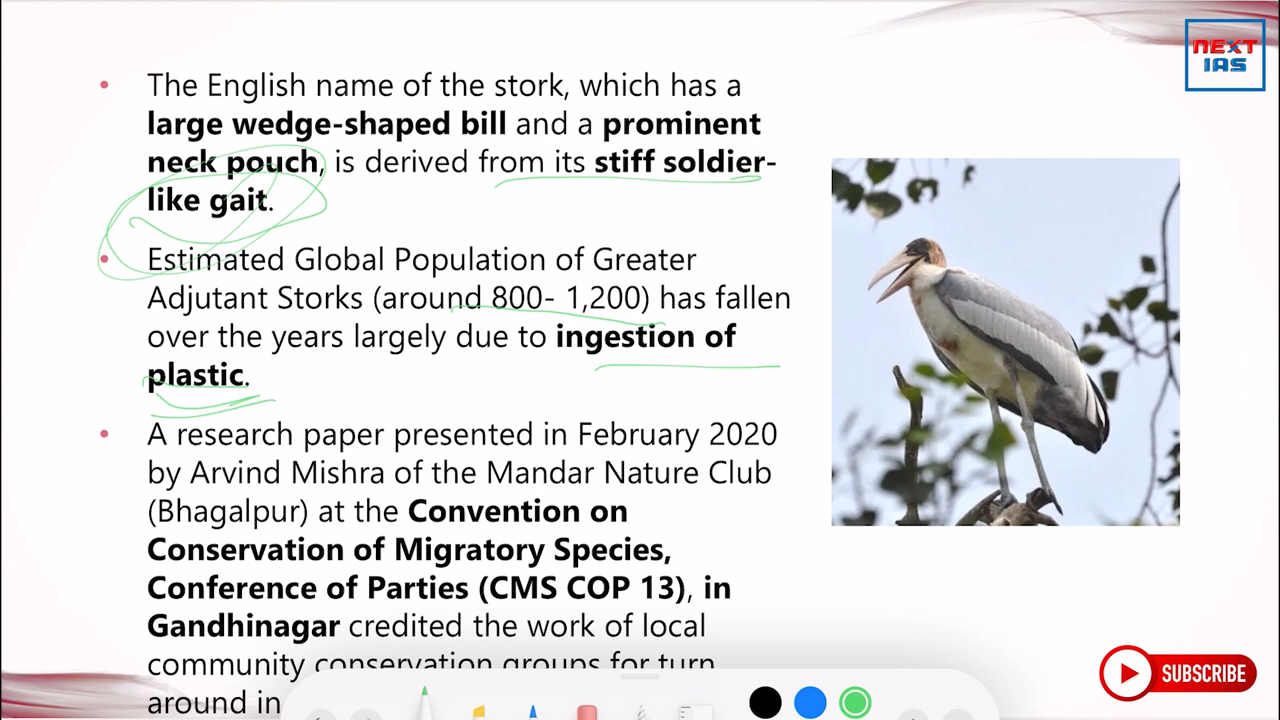 NEXT
IAS
• The English name of the stork, which has a
large wedge-shaped bill and a prominent
neck pouch, is derived from its stiff soldier-
like gait.
• Estimated Global Population of Greater
Adjutant Storks (around 800- 1,200) has fallen
over the years largely due to ingestion of
plastic.
• A research paper presented in February 2020
by Arvind Mishra of the Mandar Nature Club
(Bhagalpur) at the Convention on
Conservation of Migratory Species,
Conference of Parties (CMS COP 13), in
Gandhinagar credited the work of local
community conservation groups for turn
around in
SUBSCRIBE